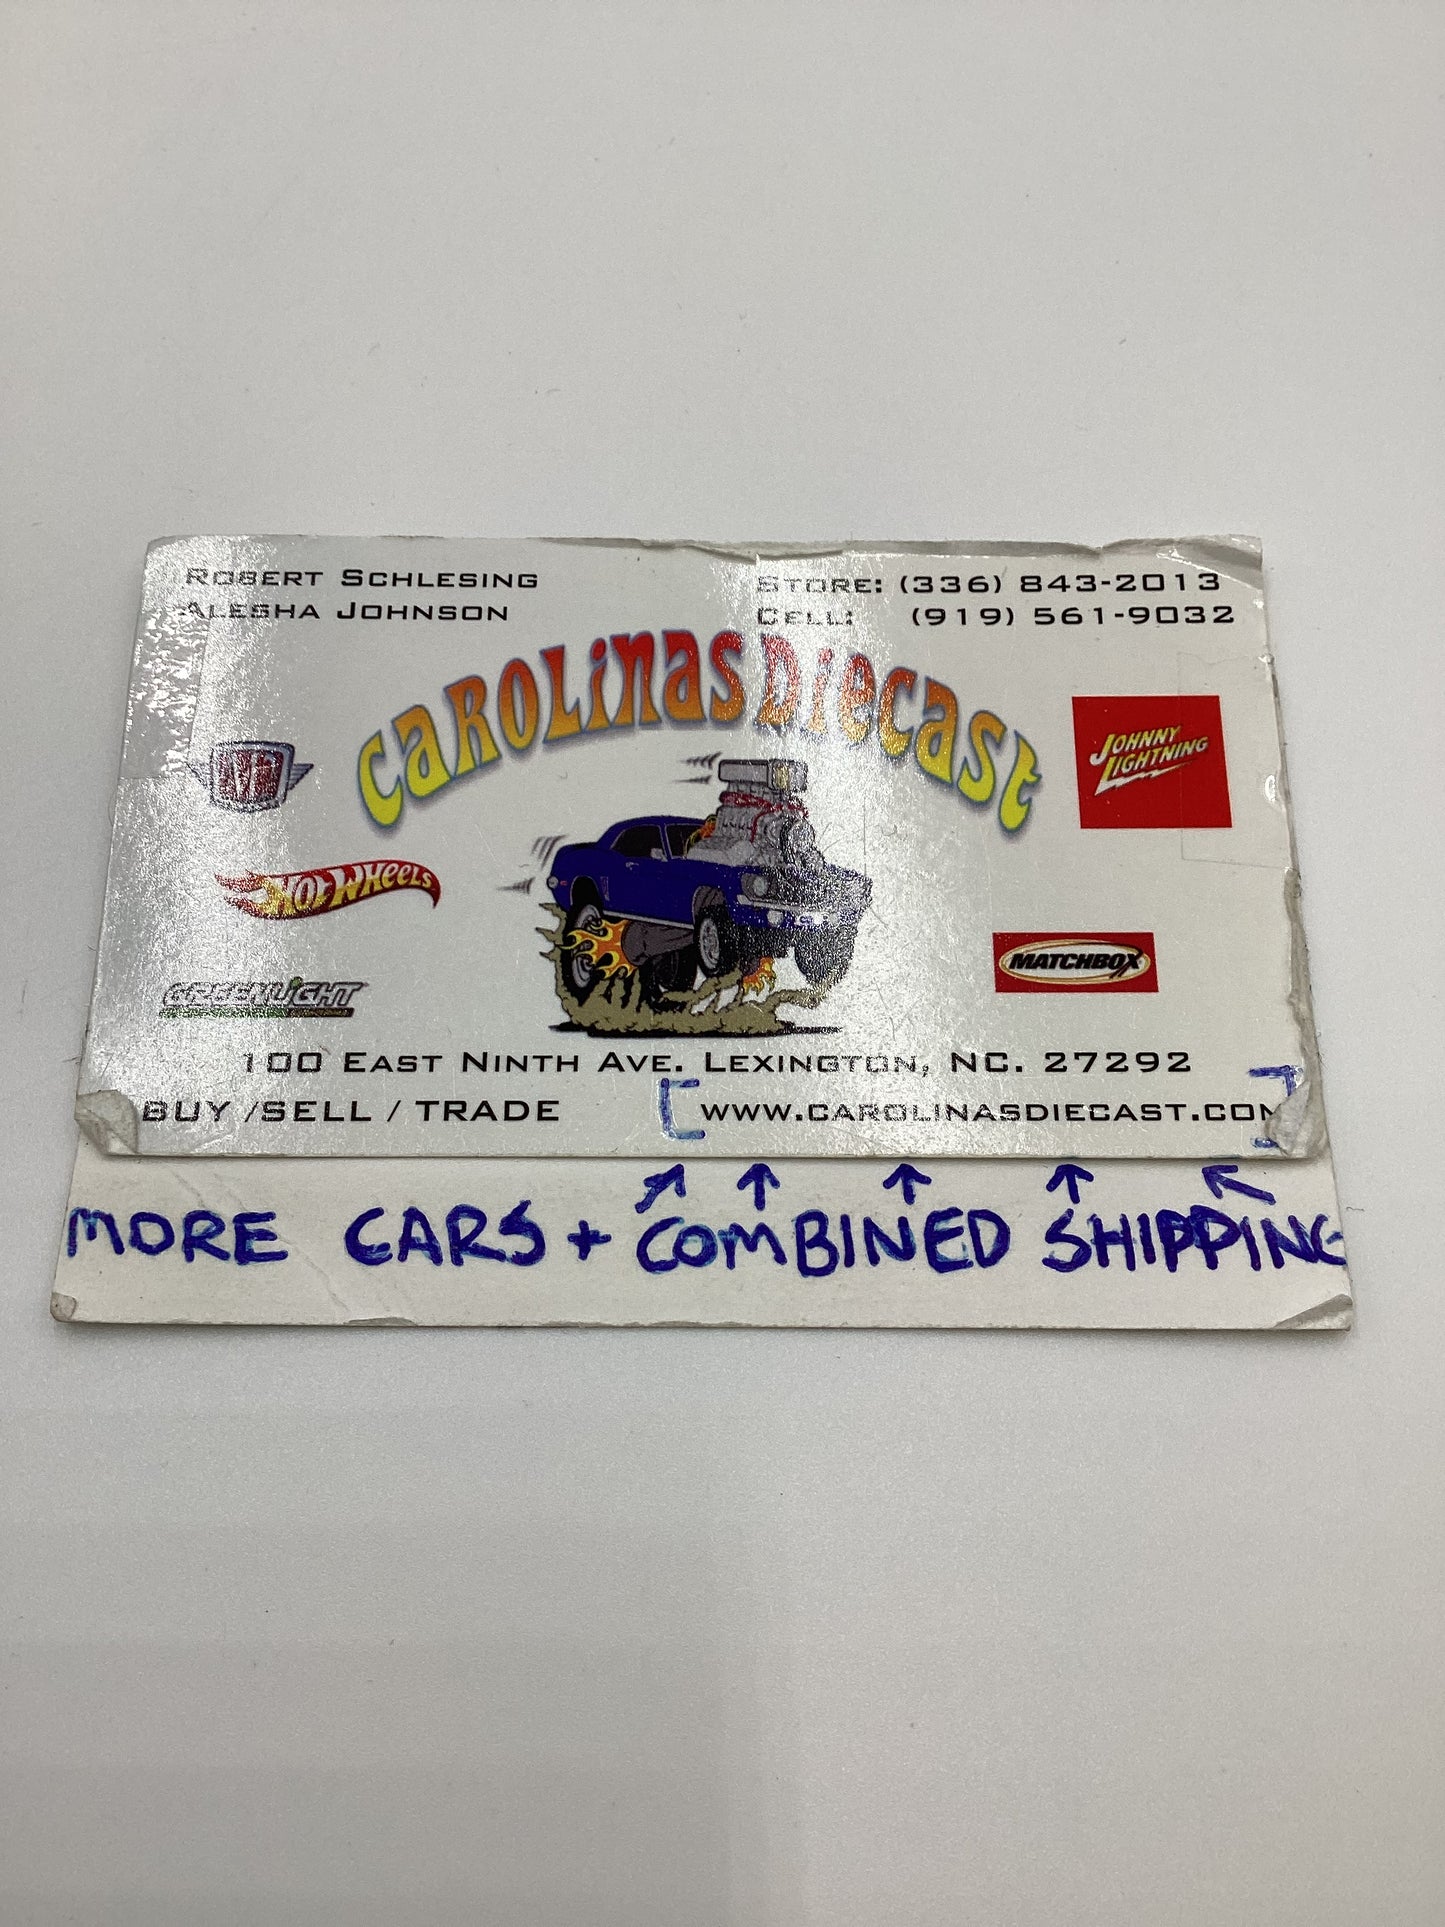 ROBERT SCHLESING
ALESHA JOHNSON
STORE: (336) 843-2013
CELL: (919) 561-9032
CAROLINAS DIECAST
JOHNNY
LIGHTNING
M2
HOT WHEELS
MATCHBOX
GREENLIGHT
100 EAST NINTH AVE. LEXINGTON, NC. 27292
BUY /SELL / TRADE
[ WWW.CAROLINASDIECAST.COM ]
MORE CARS + COMBINED SHIPPING